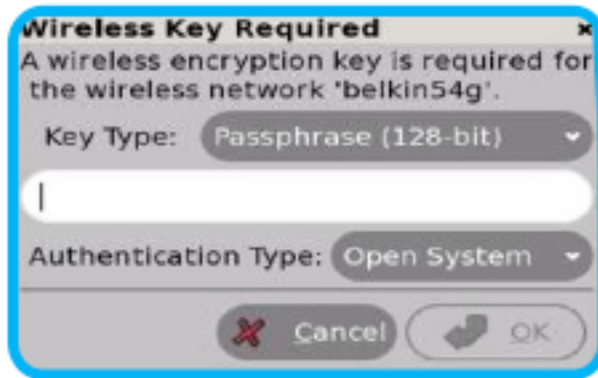 Wireless Key Required
A wireless encryption key is required for
the wireless network 'belkin54g'.
Key Type: Passphrase (128-bit)
Authentication Type: Open System
Cancel OK